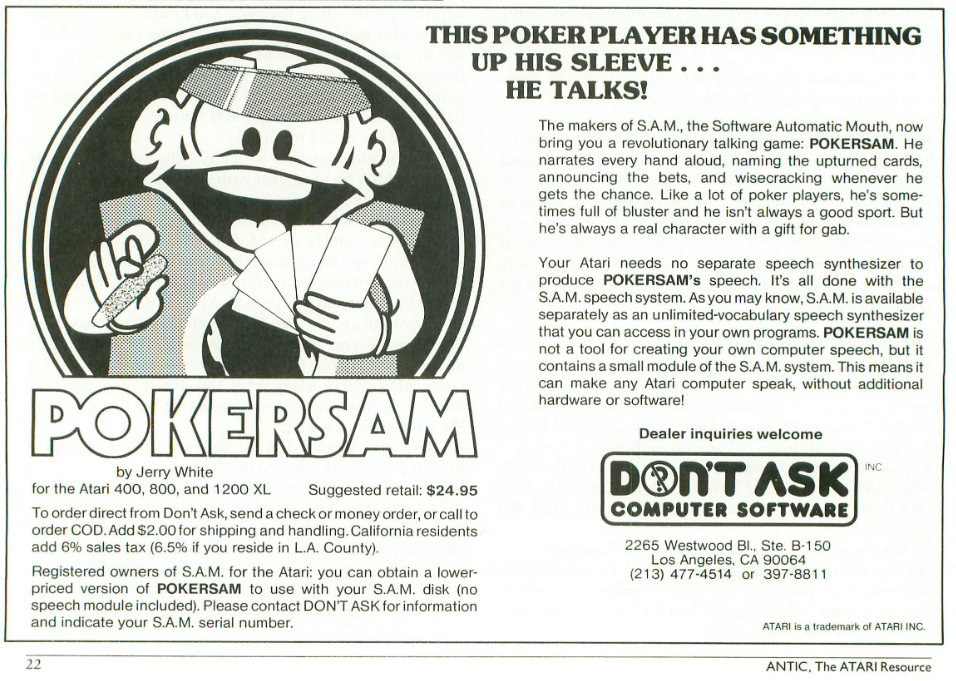 THIS POKER PLAYER HAS SOMETHING
UP HIS SLEEVE . . .
HE TALKS!
The makers of S.A.M., the Software Automatic Mouth, now
bring you a revolutionary talking game: POKERSAM. He
narrates every hand aloud, naming the upturned cards,
announcing the bets, and wisecracking whenever he
gets the chance. Like a lot of poker players, he's some-
times full of bluster and he isn't always a good sport. But
he's always a real character with a gift for gab.
Your Atari needs no separate speech synthesizer to
produce POKERSAM's speech. It's all done with the
S.A.M. speech system. As you may know, S.A.M. is available
separately as an unlimited-vocabulary speech synthesizer
that you can access in your own programs. POKERSAM is
not a tool for creating your own computer speech, but it
contains a small module of the S.A.M. system. This means it
can make any Atari computer speak, without additional
hardware or software!
POKERSAM
by Jerry White
for the Atari 400, 800, and 1200 XL Suggested retail: $24.95
To order direct from Don't Ask, send a check or money order, or call to
order COD. Add $2.00 for shipping and handling. California residents
add 6% sales tax (6.5% if you reside in L.A. County).
Registered owners of S.A.M. for the Atari: you can obtain a lower-
priced version of POKERSAM to use with your S.A.M. disk (no
speech module included). Please contact DON'T ASK for information
and indicate your S.A.M. serial number.
Dealer inquiries welcome
DON'T ASK INC
COMPUTER SOFTWARE
2265 Westwood Bl., Ste. B-150
Los Angeles, CA 90064
(213) 477-4514 or 397-8811
ATARI is a trademark of ATARI INC.
22
ANTIC, The ATARI Resource